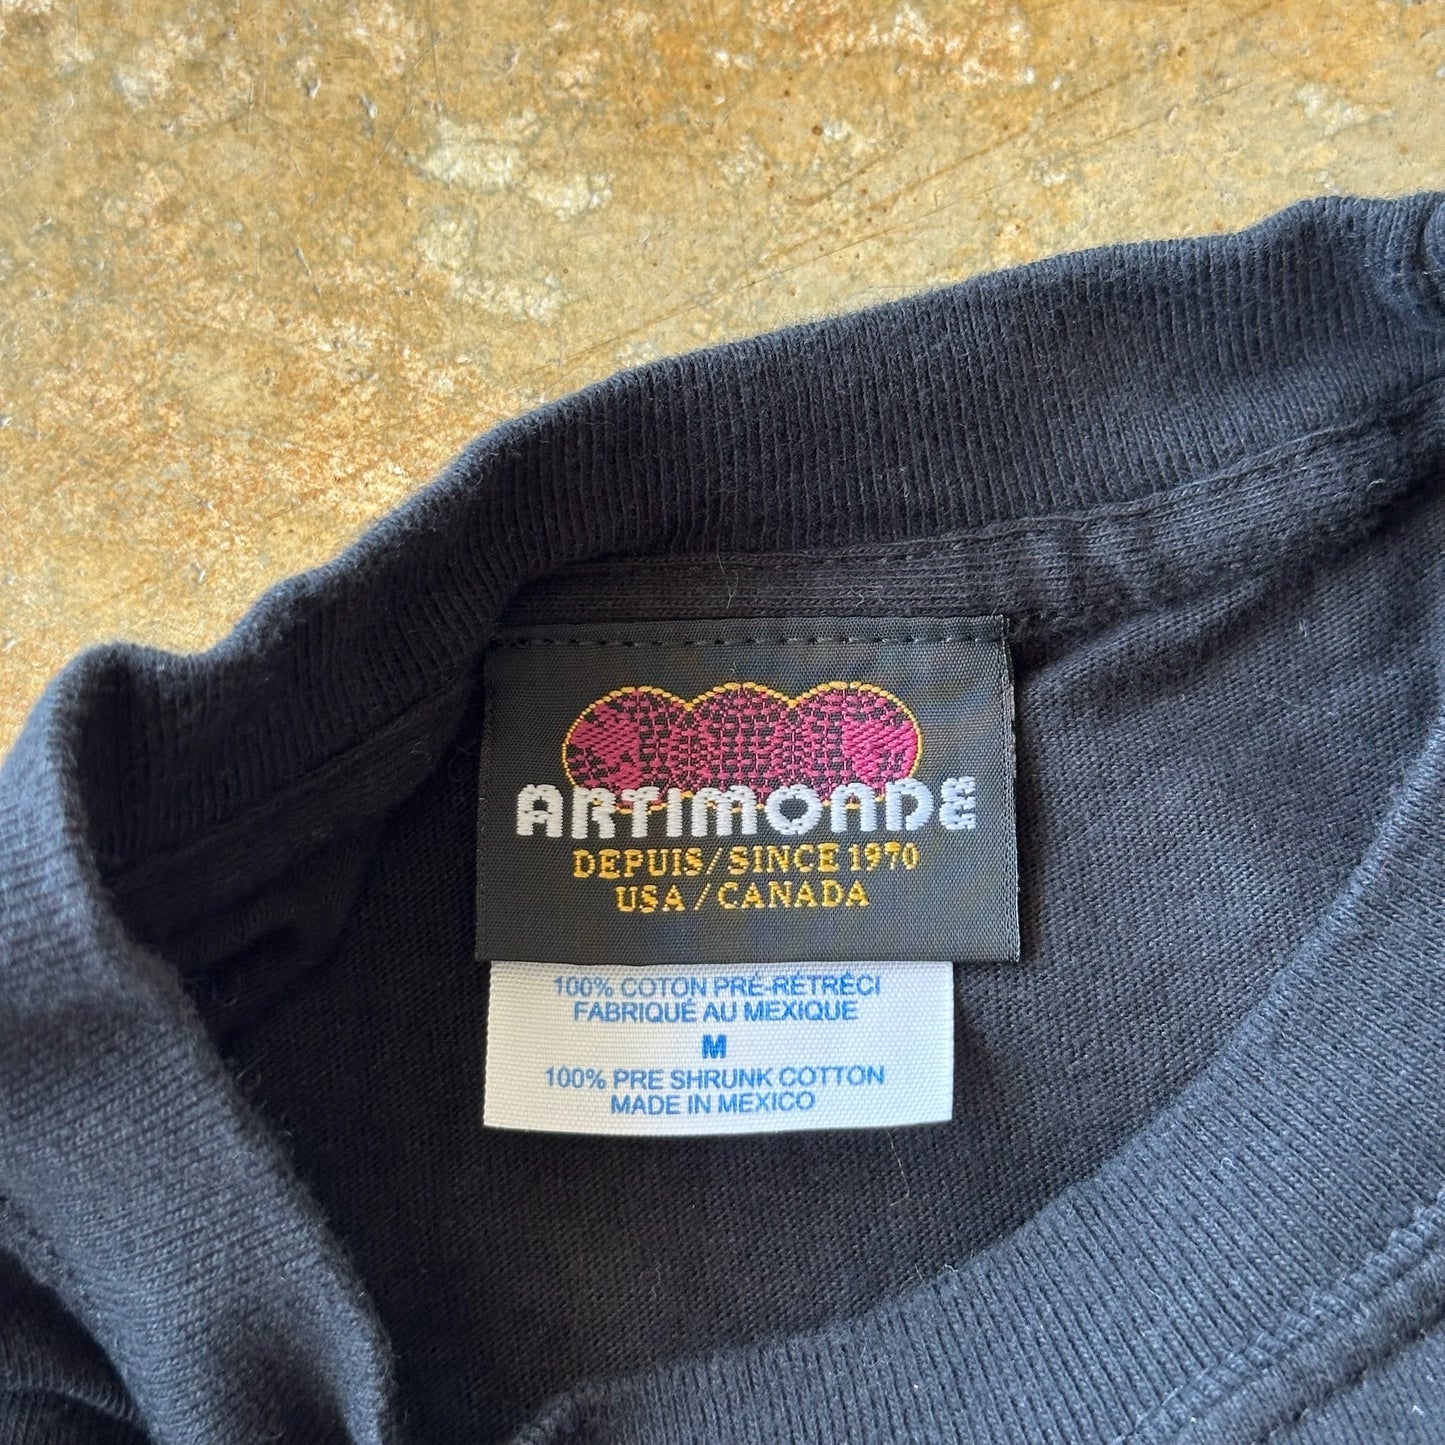 ARTIMONDE
DEPUIS/SINCE 1970
USA/CANADA
100% COTON PRÉ-RÉTRÉCI
FABRIQUÉ AU MEXIQUE
M
100% PRE SHRUNK COTTON
MADE IN MEXICO